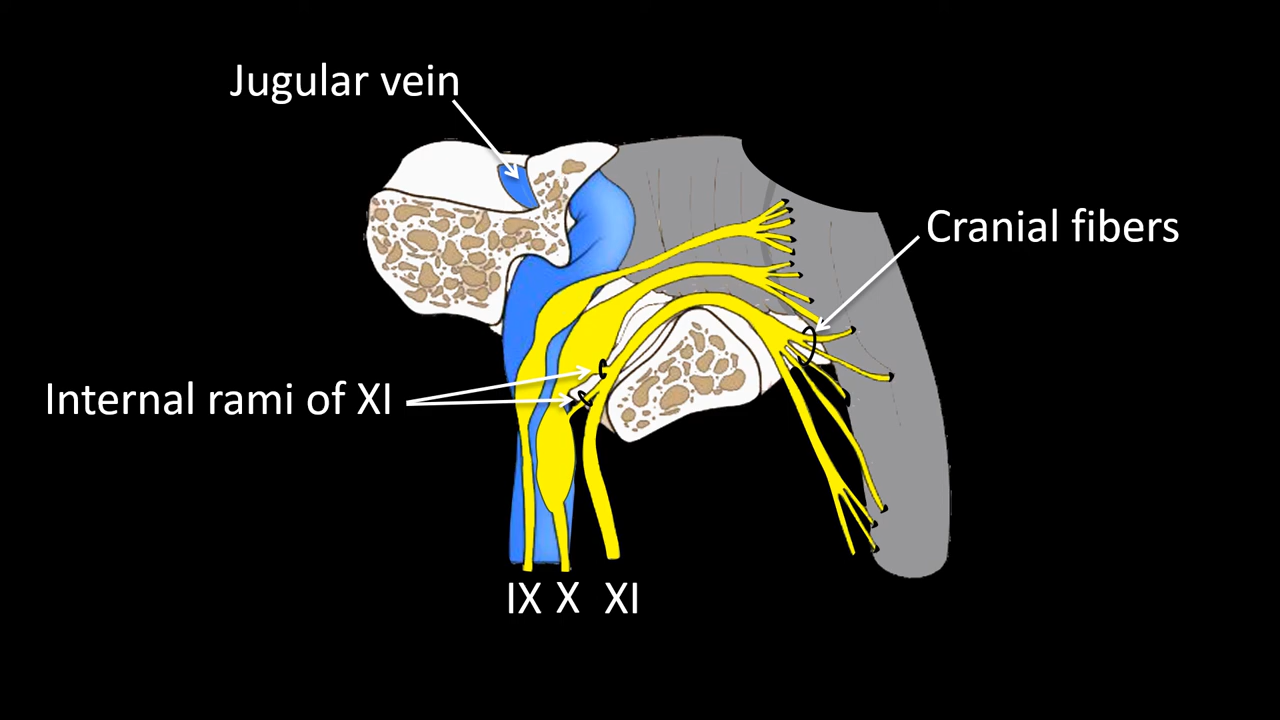 Jugular vein
Cranial fibers
Internal rami of XI
IX X XI